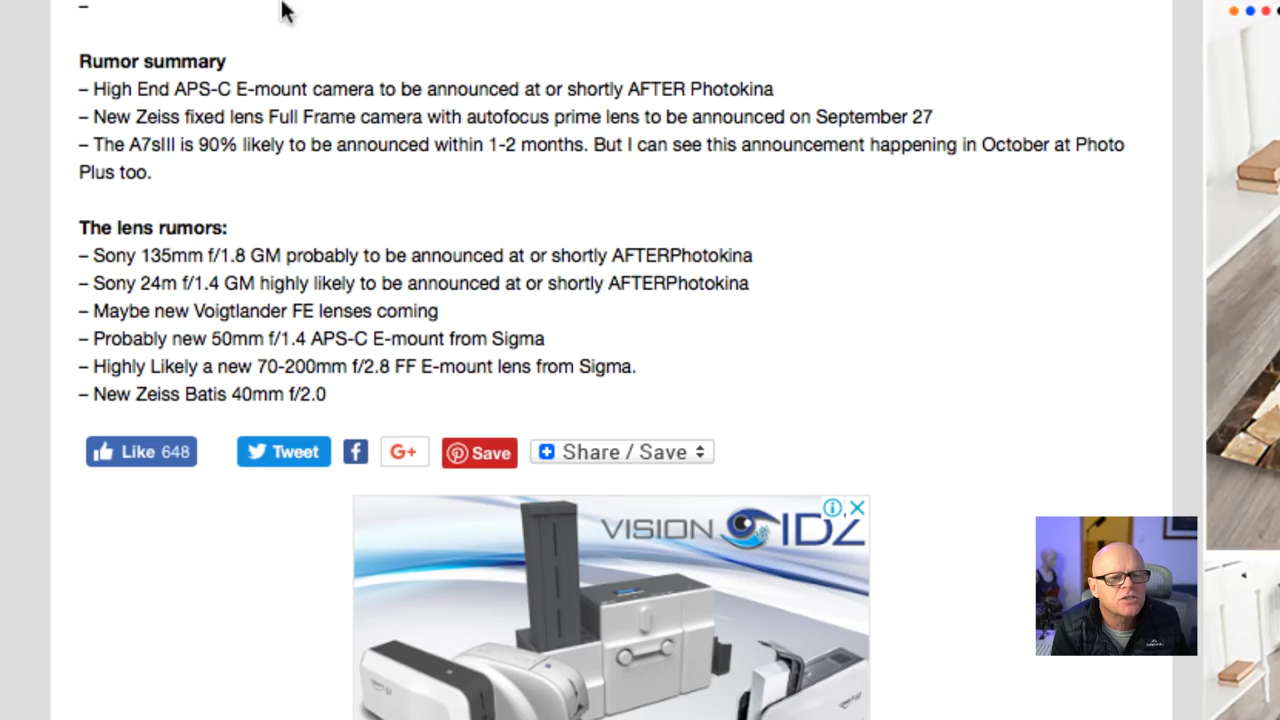 –
Rumor summary
– High End APS-C E-mount camera to be announced at or shortly AFTER Photokina
– New Zeiss fixed lens Full Frame camera with autofocus prime lens to be announced on September 27
– The A7sIII is 90% likely to be announced within 1-2 months. But I can see this announcement happening in October at Photo
Plus too.
The lens rumors:
– Sony 135mm f/1.8 GM probably to be announced at or shortly AFTERPhotokina
– Sony 24m f/1.4 GM highly likely to be announced at or shortly AFTERPhotokina
– Maybe new Voigtlander FE lenses coming
– Probably new 50mm f/1.4 APS-C E-mount from Sigma
– Highly Likely a new 70-200mm f/2.8 FF E-mount lens from Sigma.
– New Zeiss Batis 40mm f/2.0
Like 648 Tweet f G+ Save Share / Save
VISION IDZ